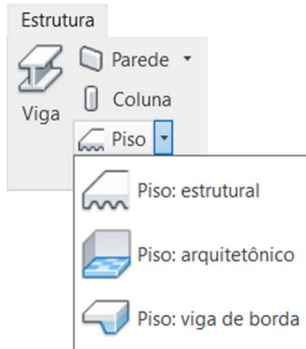 Estrutura
Viga
Parede
Coluna
Piso
Piso: estrutural
Piso: arquitetônico
Piso: viga de borda